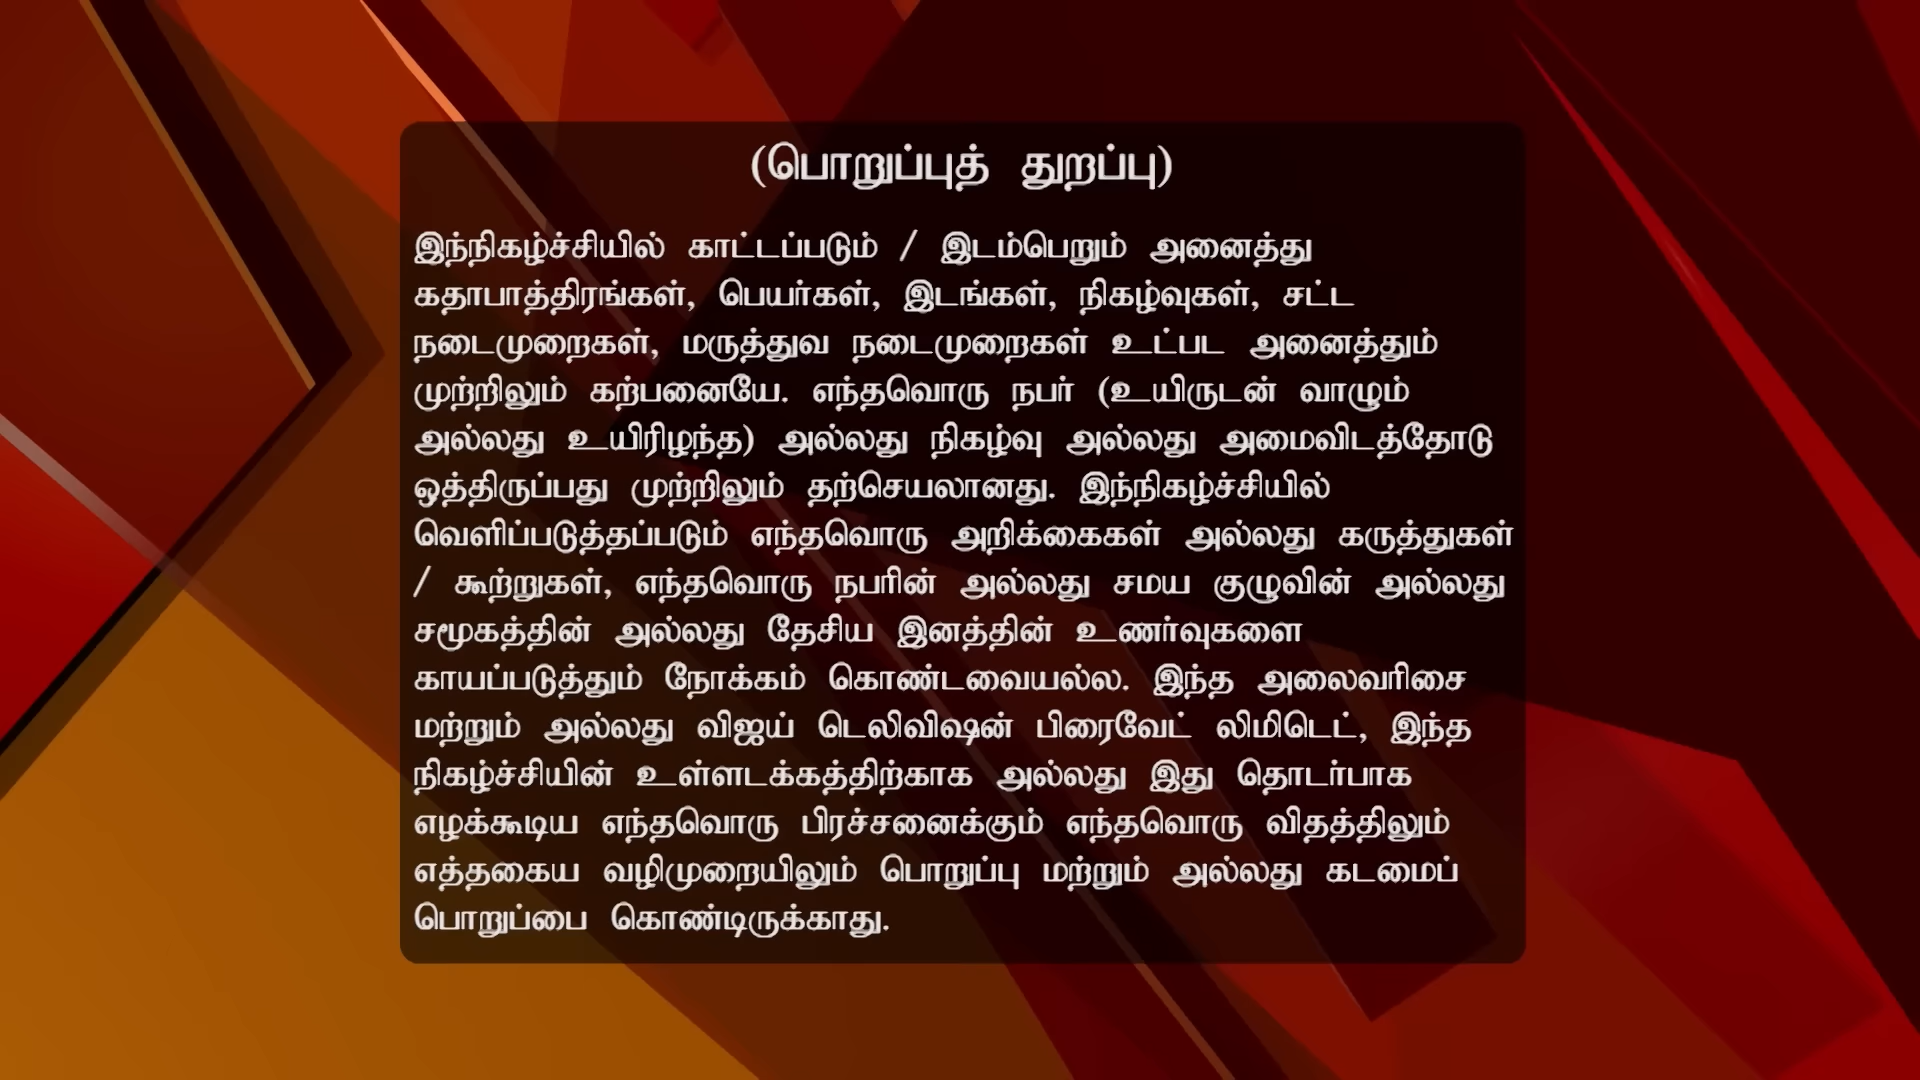 (பொறுப்புத் துறப்பு)
இந்நிகழ்ச்சியில் காட்டப்படும் / இடம்பெறும் அனைத்து
கதாபாத்திரங்கள், பெயர்கள், இடங்கள், நிகழ்வுகள், சட்ட
நடைமுறைகள், மருத்துவ நடைமுறைகள் உட்பட அனைத்தும்
முற்றிலும் கற்பனையே. எந்தவொரு நபர் (உயிருடன் வாழும்
அல்லது உயிரிழந்த) அல்லது நிகழ்வு அல்லது அமைவிடத்தோடு
ஒத்திருப்பது முற்றிலும் தற்செயலானது. இந்நிகழ்ச்சியில்
வெளிப்படுத்தப்படும் எந்தவொரு அறிக்கைகள் அல்லது கருத்துகள்
/ கூற்றுகள், எந்தவொரு நபரின் அல்லது சமய குழுவின் அல்லது
சமூகத்தின் அல்லது தேசிய இனத்தின் உணர்வுகளை
காயப்படுத்தும் நோக்கம் கொண்டவையல்ல. இந்த அலைவரிசை
மற்றும் அல்லது விஜய் டெலிவிஷன் பிரைவேட் லிமிடெட், இந்த
நிகழ்ச்சியின் உள்ளடக்கத்திற்காக அல்லது இது தொடர்பாக
எழக்கூடிய எந்தவொரு பிரச்சனைக்கும் எந்தவொரு விதத்திலும்
எத்தகைய வழிமுறையிலும் பொறுப்பு மற்றும் அல்லது கடமைப்
பொறுப்பை கொண்டிருக்காது.